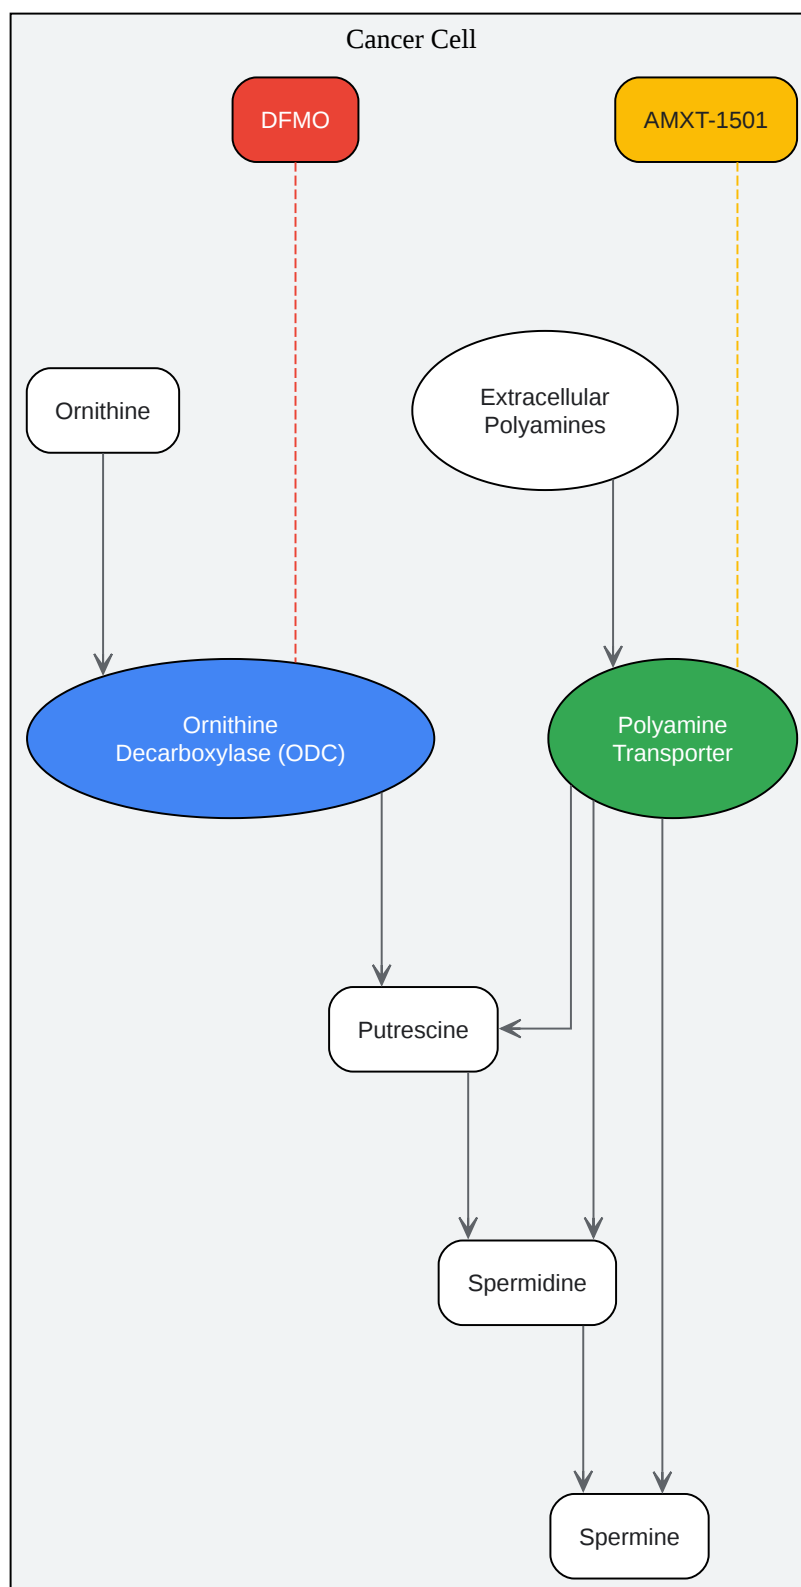 Cancer Cell
DFMO
AMXT-1501
Ornithine
Extracellular
Polyamines
Ornithine
Decarboxylase (ODC)
Polyamine
Transporter
Putrescine
Spermidine
Spermine